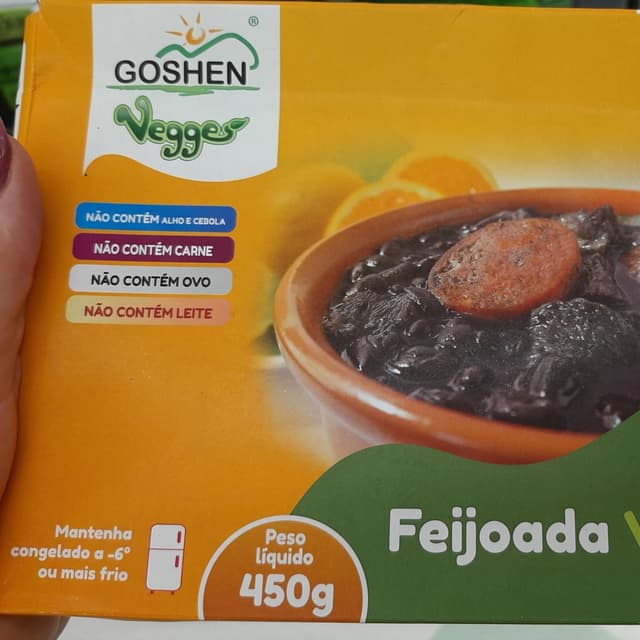 ®
GOSHEN
Vegges
NÃO CONTÉM ALHO E CEBOLA
NÃO CONTÉM CARNE
NÃO CONTÉM OVO
NÃO CONTÉM LEITE
Mantenha
congelado a -6°
ou mais frio
Peso
líquido
450g
Feijoada